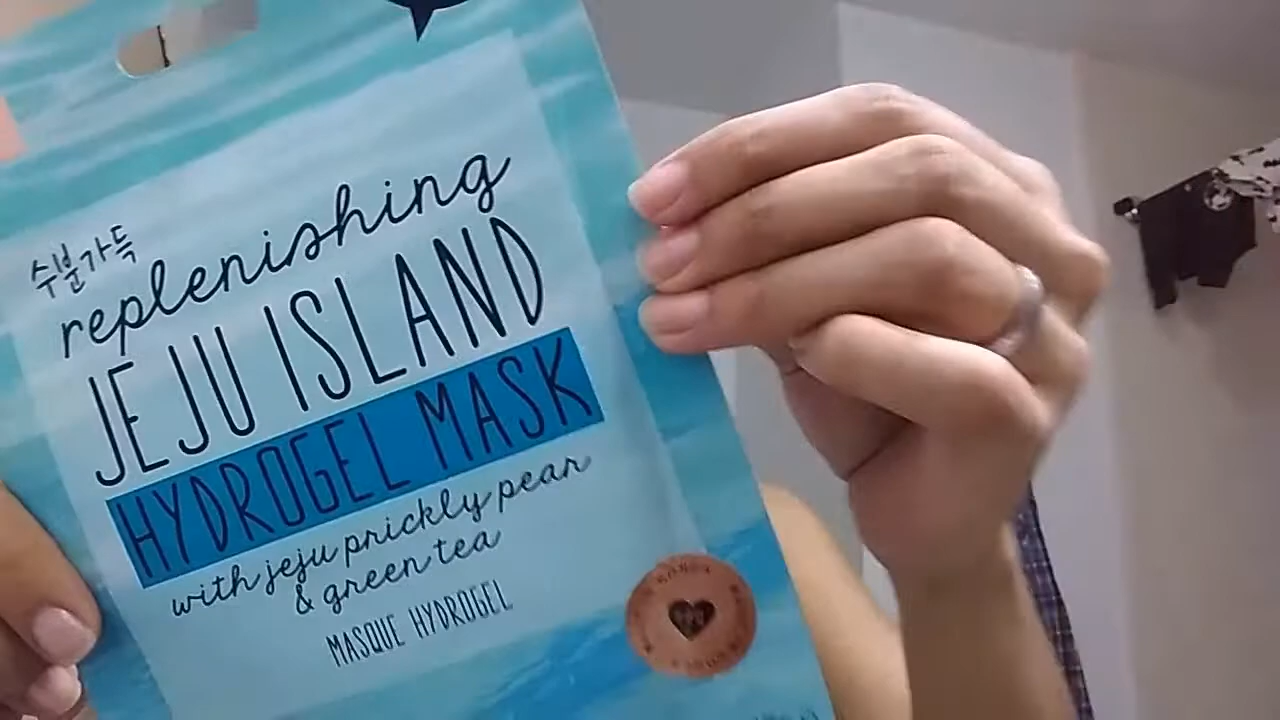 수분가득
replenishing
JEJU ISLAND
HYDROGEL MASK
with jeju prickly pear
& green tea
MASQUE HYDROGEL